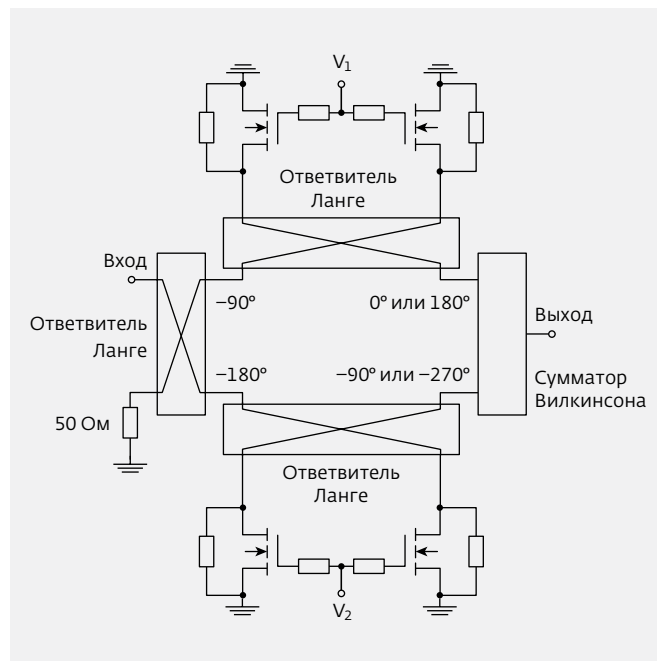 V₁
Ответвитель
Ланге
Вход
−90°
0° или 180°
Выход
Ответвитель
Ланге
−180°
−90° или −270°
Сумматор
Вилкинсона
50 Ом
Ответвитель
Ланге
V₂